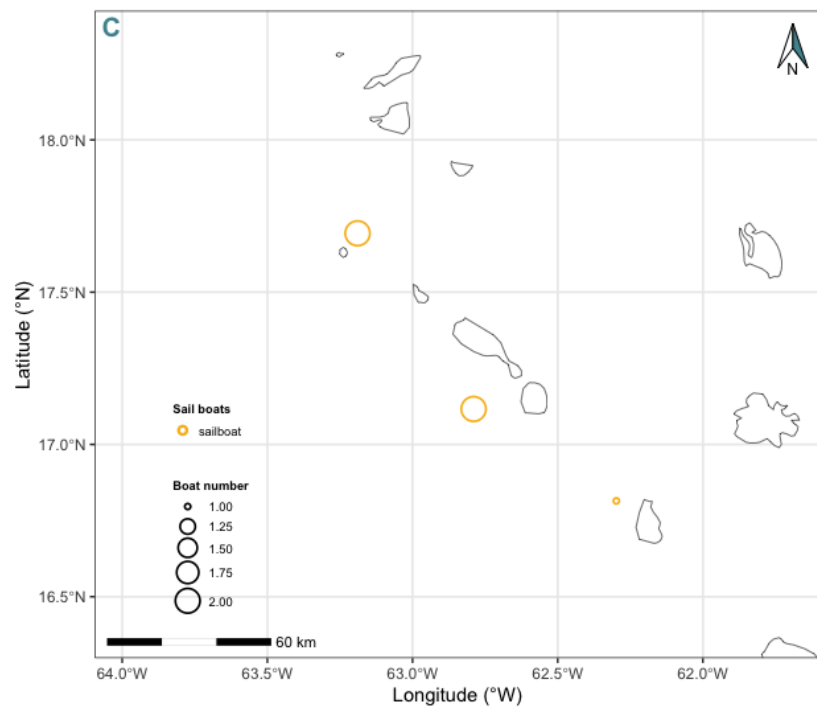 C
N
18.0°N
17.5°N
17.0°N
16.5°N
Latitude (°N)
Sail boats
sailboat
Boat number
1.00
1.25
1.50
1.75
2.00
60 km
64.0°W 63.5°W 63.0°W 62.5°W 62.0°W
Longitude (°W)